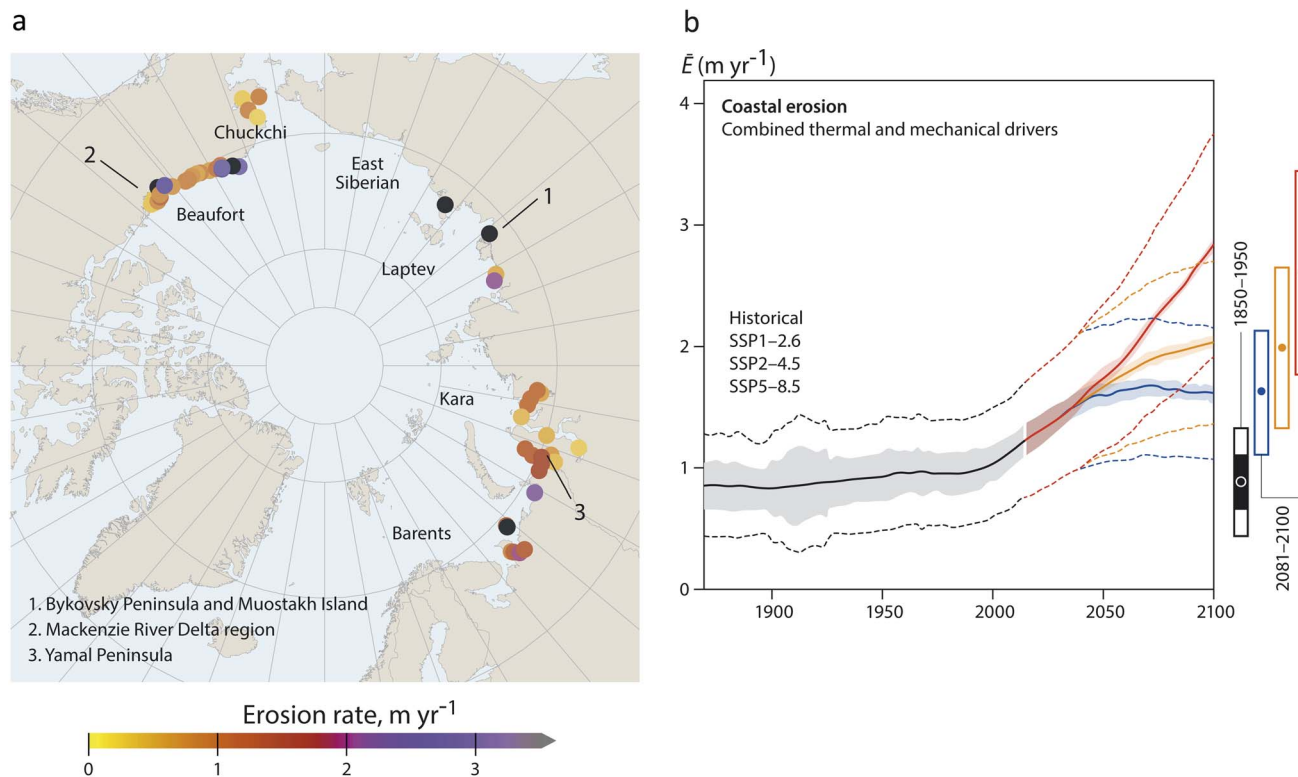 a
Chuckchi
2
East
Siberian
1
Beaufort
Laptev
Kara
3
Barents
1. Bykovsky Peninsula and Muostakh Island
2. Mackenzie River Delta region
3. Yamal Peninsula
Erosion rate, m yr-1
0 1 2 3
b
Ē (m yr-1)
4
Coastal erosion
Combined thermal and mechanical drivers
3
1850–1950
Historical
SSP1–2.6
2
SSP2–4.5
SSP5–8.5
1
2081–2100
0
1900 1950 2000 2050 2100